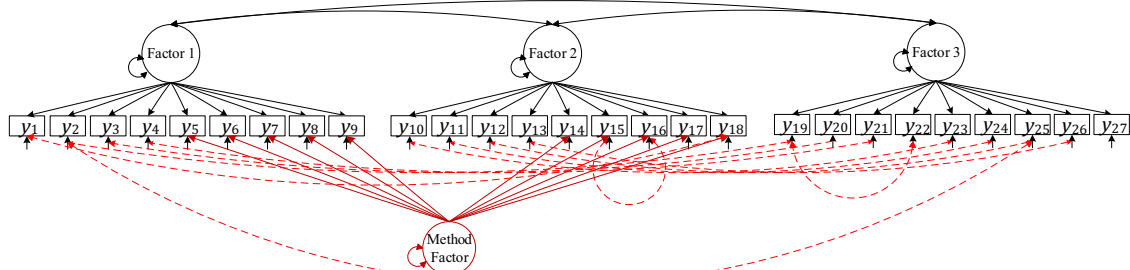 Factor 1
Factor 2
Factor 3
y1 y2 y3 y4 y5 y6 y7 y8 y9 y10 y11 y12 y13 y14 y15 y16 y17 y18 y19 y20 y21 y22 y23 y24 y25 y26 y27
Method
Factor